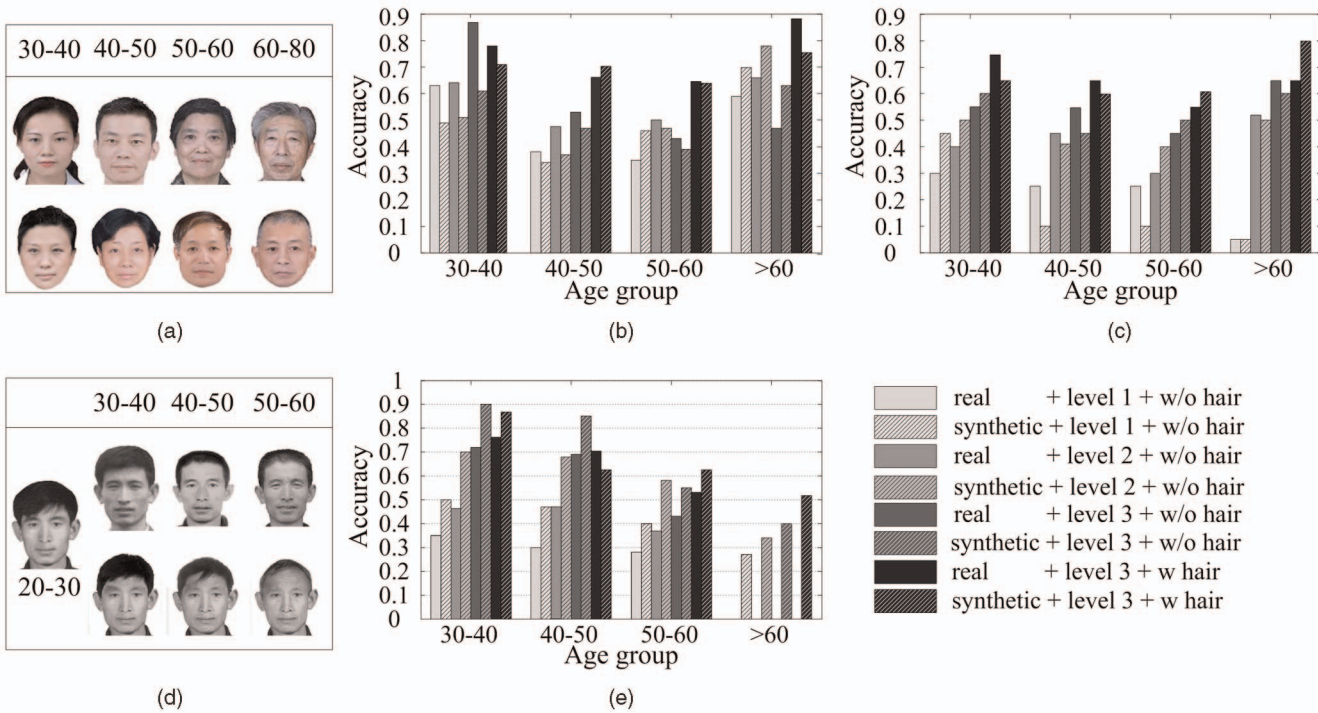 30-40 40-50 50-60 60-80
(a)
Accuracy
0.9
0.8
0.7
0.6
0.5
0.4
0.3
0.2
0.1
0
30-40 40-50 50-60 >60
Age group
(b)
Accuracy
0.9
0.8
0.7
0.6
0.5
0.4
0.3
0.2
0.1
0
30-40 40-50 50-60 >60
Age group
(c)
30-40 40-50 50-60
20-30
(d)
Accuracy
1
0.9
0.8
0.7
0.6
0.5
0.4
0.3
0.2
0.1
0
30-40 40-50 50-60 >60
Age group
(e)
real + level 1 + w/o hair
synthetic + level 1 + w/o hair
real + level 2 + w/o hair
synthetic + level 2 + w/o hair
real + level 3 + w/o hair
synthetic + level 3 + w/o hair
real + level 3 + w hair
synthetic + level 3 + w hair